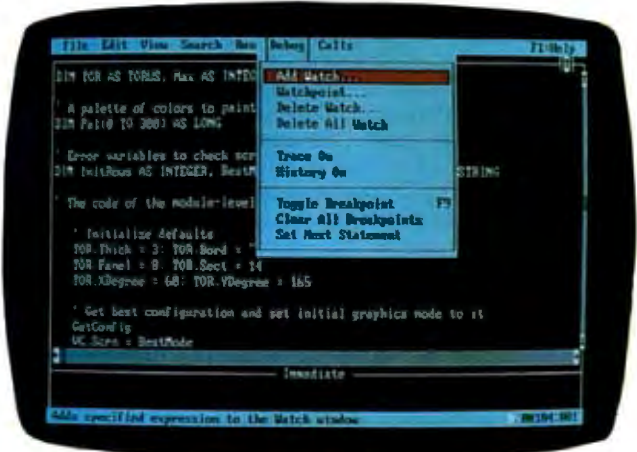 File Edit View Search Run Debug Calls F1=Help
DIM TOR AS TORUS, Max AS INTEG
' A palette of colors to paint
DIM Pal(0 TO 300) AS LONG
' Error variables to check scr
DIM InitRows AS INTEGER, BestM STRING
' The code of the module-level
' Initialize defaults
TOR.Thick = 3: TOR.Bord =
TOR.Panel = 8: TOR.Sect = 14
TOR.XDegree = 60: TOR.YDegree = 165
' Get best configuration and set initial graphics mode to it
GetConfig
VC.Scrn = BestMode
Add Watch...
Watchpoint...
Delete Watch...
Delete All Watch
Trace On
History On
Toggle Breakpoint F9
Clear All Breakpoints
Set Next Statement
Immediate
Adds specified expression to the Watch window 00104:001